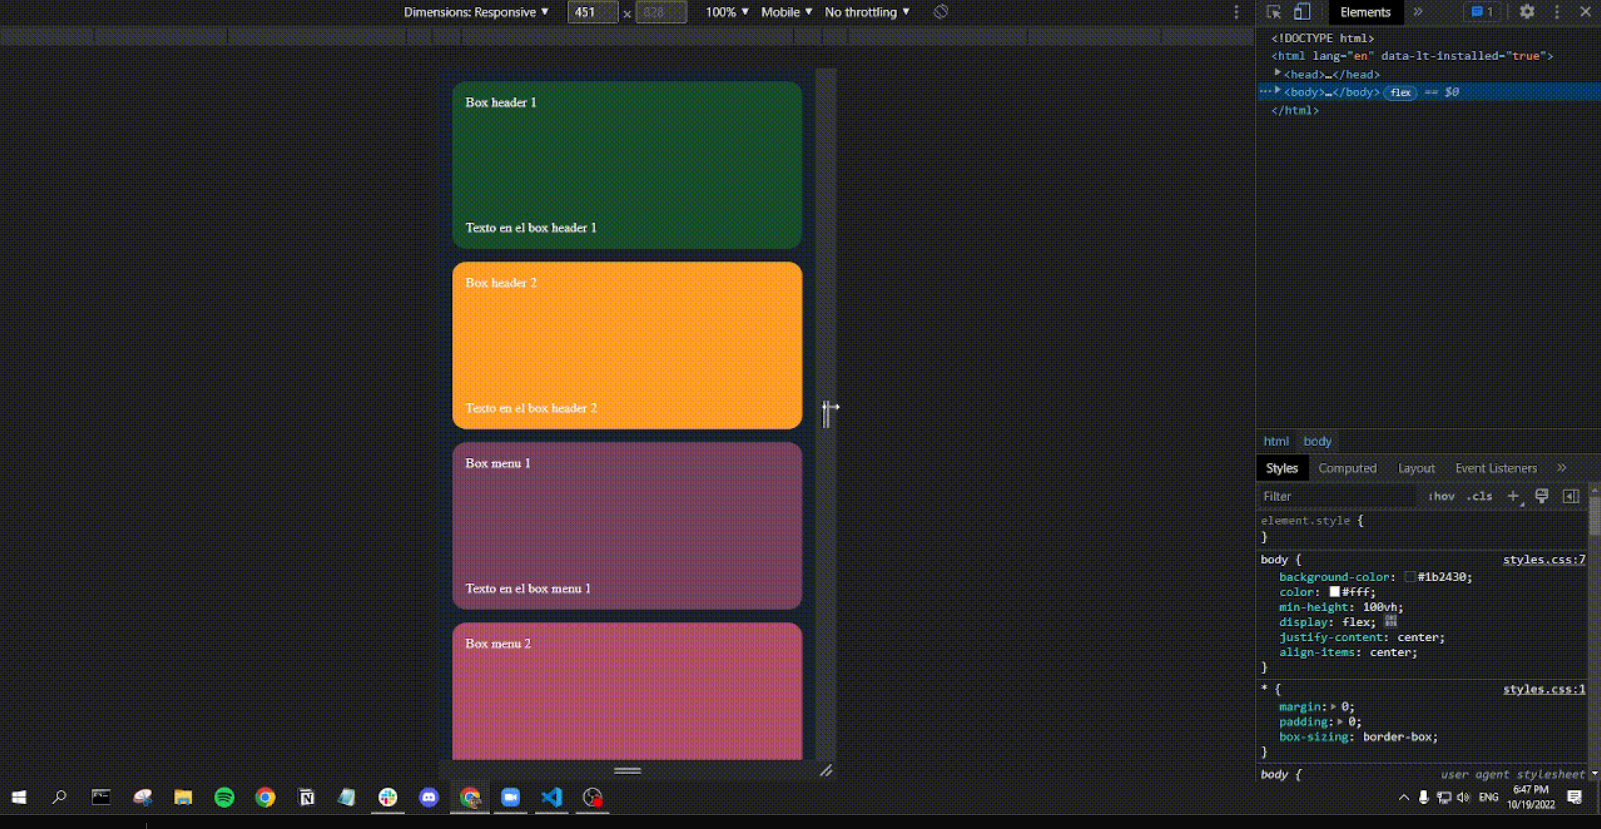 Dimensions: Responsive ▼ 451 x 828 100% ▼ Mobile ▼ No throttling ▼
Elements » 1
<!DOCTYPE html>
<html lang="en" data-lt-installed="true">
<head>…</head>
<body>…</body> flex == $0
</html>
Box header 1
Texto en el box header 1
Box header 2
Texto en el box header 2
Box menu 1
Texto en el box menu 1
Box menu 2
html body
Styles Computed Layout Event Listeners »
Filter :hov .cls +
element.style {
}
body { styles.css:7
background-color: #1b2430;
color: #fff;
min-height: 100vh;
display: flex;
justify-content: center;
align-items: center;
}
* { styles.css:1
margin: 0;
padding: 0;
box-sizing: border-box;
}
body { user agent stylesheet
ENG
6:47 PM
10/19/2022